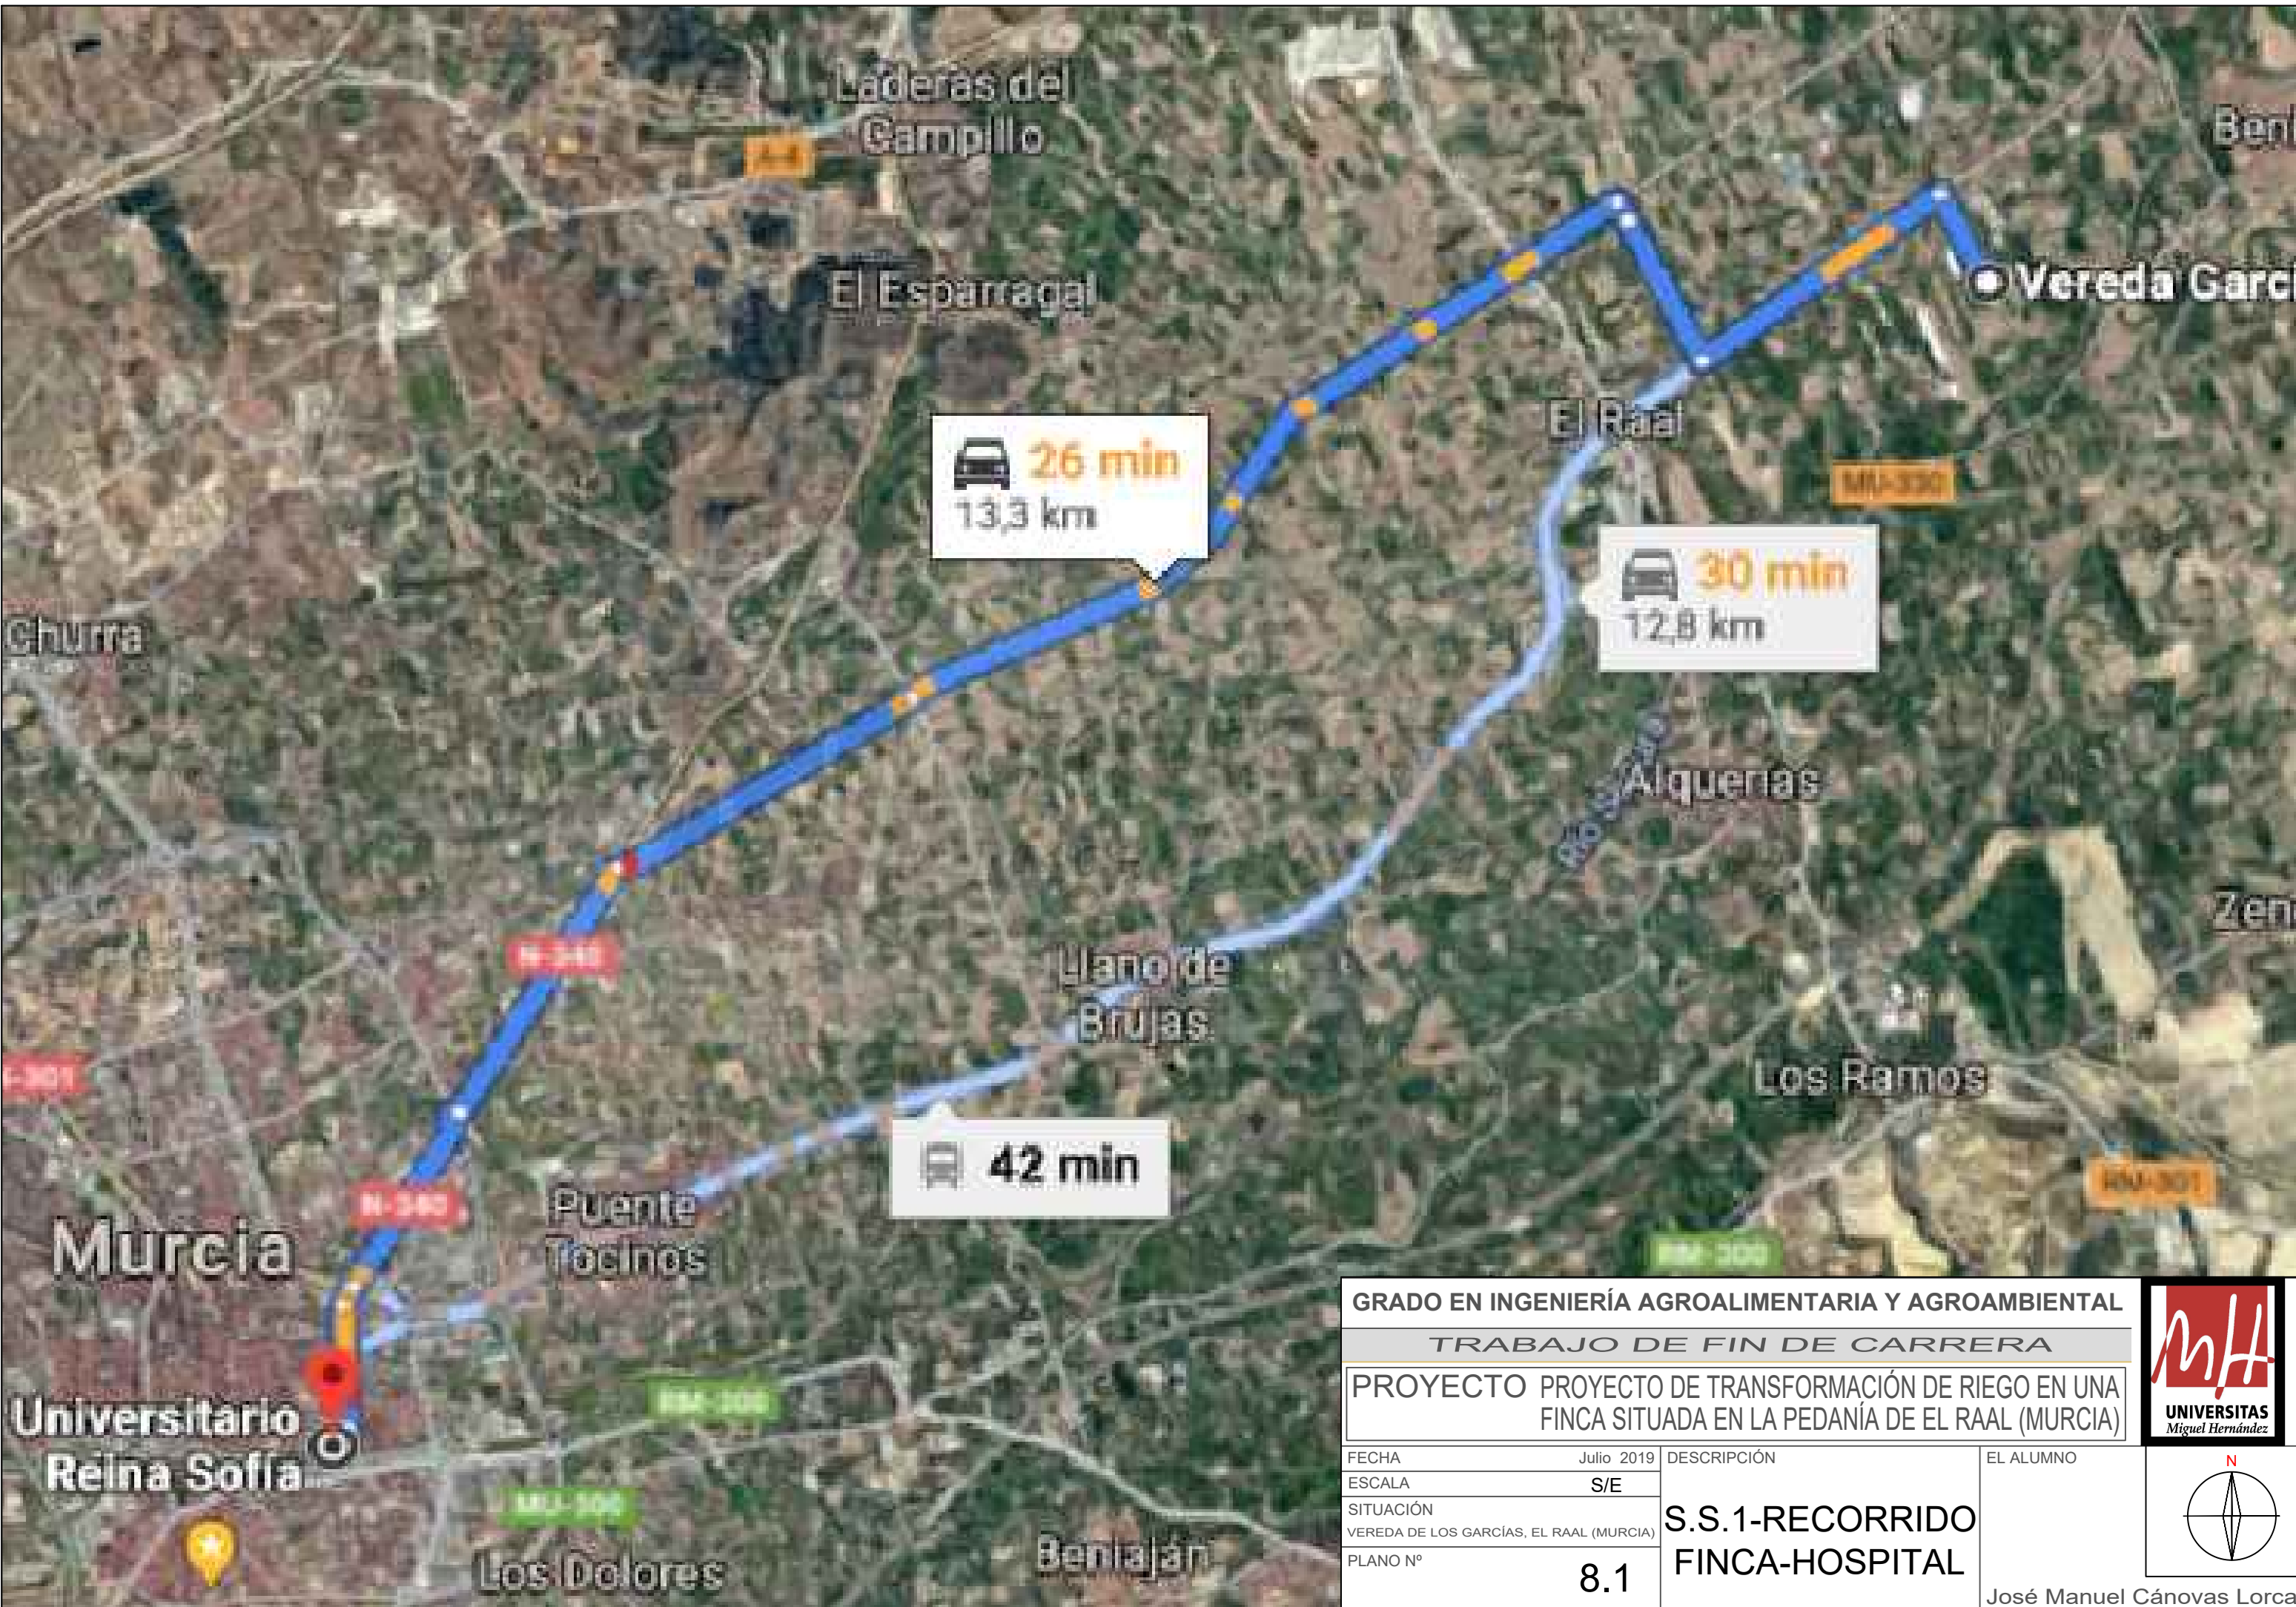 Laderas del
Campillo
A-8
El Esparragal
Vereda Garcí
26 min
13,3 km
El Raal
MU-330
30 min
12,8 km
Churra
Alquerías
N-340
Llano de
Brujas
Los Ramos
42 min
RM-301
N-340
Puente
Tocinos
Murcia
RM-300
Universitario
Reina Sofía
MU-300
Los Dolores
Beniaján
GRADO EN INGENIERÍA AGROALIMENTARIA Y AGROAMBIENTAL
TRABAJO DE FIN DE CARRERA
PROYECTO PROYECTO DE TRANSFORMACIÓN DE RIEGO EN UNA
FINCA SITUADA EN LA PEDANÍA DE EL RAAL (MURCIA)
UNIVERSITAS
Miguel Hernández
FECHA Julio 2019
ESCALA S/E
SITUACIÓN
VEREDA DE LOS GARCÍAS, EL RAAL (MURCIA)
PLANO Nº
8.1
DESCRIPCIÓN
S.S.1-RECORRIDO
FINCA-HOSPITAL
EL ALUMNO
N
José Manuel Cánovas Lorca